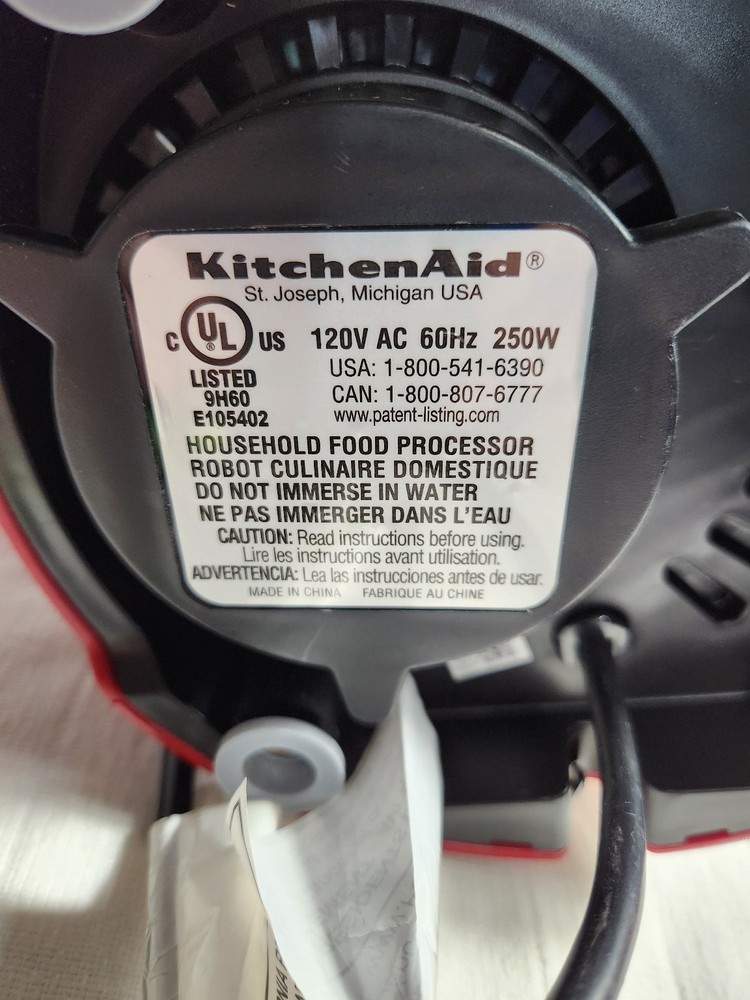 KitchenAid®
St. Joseph, Michigan USA
C UL® US 120V AC 60Hz 250W
LISTED
9H60
E105402
USA: 1-800-541-6390
CAN: 1-800-807-6777
www.patent-listing.com
HOUSEHOLD FOOD PROCESSOR
ROBOT CULINAIRE DOMESTIQUE
DO NOT IMMERSE IN WATER
NE PAS IMMERGER DANS L'EAU
CAUTION: Read instructions before using.
Lire les instructions avant utilisation.
ADVERTENCIA: Lea las instrucciones antes de usar.
MADE IN CHINA FABRIQUE AU CHINE